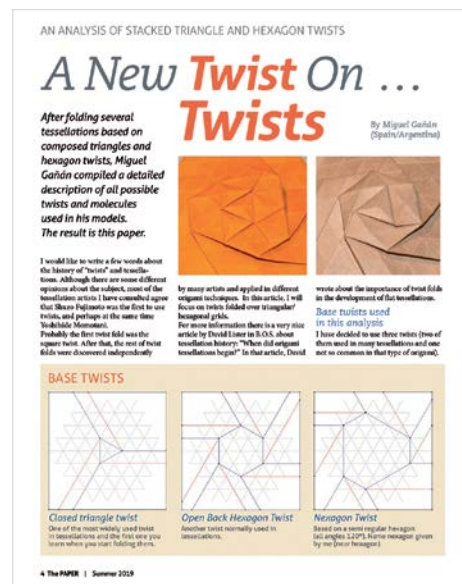 AN ANALYSIS OF STACKED TRIANGLE AND HEXAGON TWISTS
A New Twist On ...
Twists
After folding several
tessellations based on
composed triangles and
hexagon twists, Miguel
Gañán compiled a detailed
description of all possible
twists and molecules
used in his models.
The result is this paper.
By Miguel Gañán
(Spain/Argentina)
I would like to write a few words about
the history of "twists" and tessella-
tions. Although there are some different
opinions about the subject, most of the
tessellation artists I have consulted agree
that Shuzo Fujimoto was the first to use
twists, and perhaps at the same time
Yoshihide Momotani.
Probably the first twist fold was the
square twist. After that, the rest of twist
folds were discovered independently
by many artists and applied in different
origami techniques. In this article, I will
focus on twists folded over triangular/
hexagonal grids.
For more information there is a very nice
article by David Lister in B.O.S. about
tessellation history: "When did origami
tessellations begin?" In that article, David
wrote about the importance of twist folds
in the development of flat tessellations.
Base twists used
in this analysis
I have decided to use three twists (two of
them used in many tessellations and one
not so common in that type of origami).
BASE TWISTS
Closed triangle twist
One of the most widely used twist
in tessellations and the first one you
learn when you start folding them.
Open Back Hexagon Twist
Another twist normally used in
tessellations.
Nexagon Twist
Based on a semi regular hexagon
(all angles 120º). Name nexagon given
by me (near hexagon).
4 The PAPER | Summer 2019